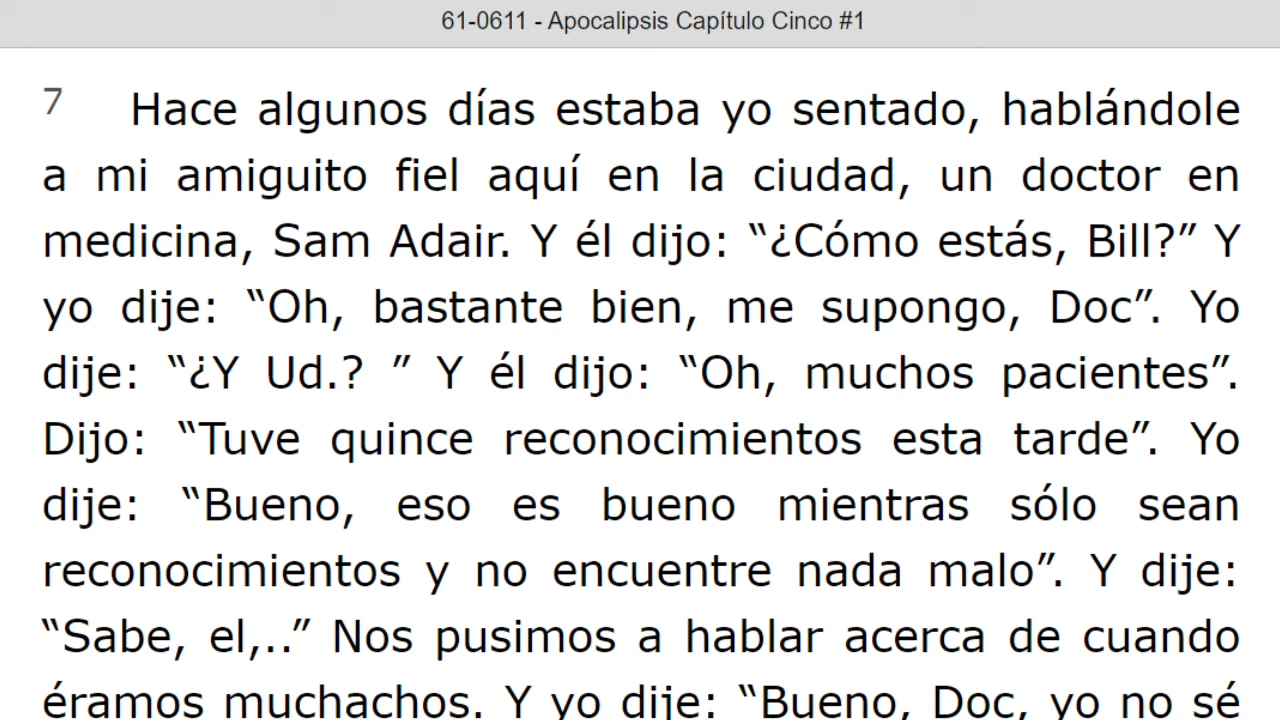 61-0611 - Apocalipsis Capítulo Cinco #1
7 Hace algunos días estaba yo sentado, hablándole
a mi amiguito fiel aquí en la ciudad, un doctor en
medicina, Sam Adair. Y él dijo: “¿Cómo estás, Bill?” Y
yo dije: “Oh, bastante bien, me supongo, Doc”. Yo
dije: “¿Y Ud.? ” Y él dijo: “Oh, muchos pacientes”.
Dijo: “Tuve quince reconocimientos esta tarde”. Yo
dije: “Bueno, eso es bueno mientras sólo sean
reconocimientos y no encuentre nada malo”. Y dije:
“Sabe, el,..” Nos pusimos a hablar acerca de cuando
éramos muchachos. Y yo dije: “Bueno, Doc, yo no sé